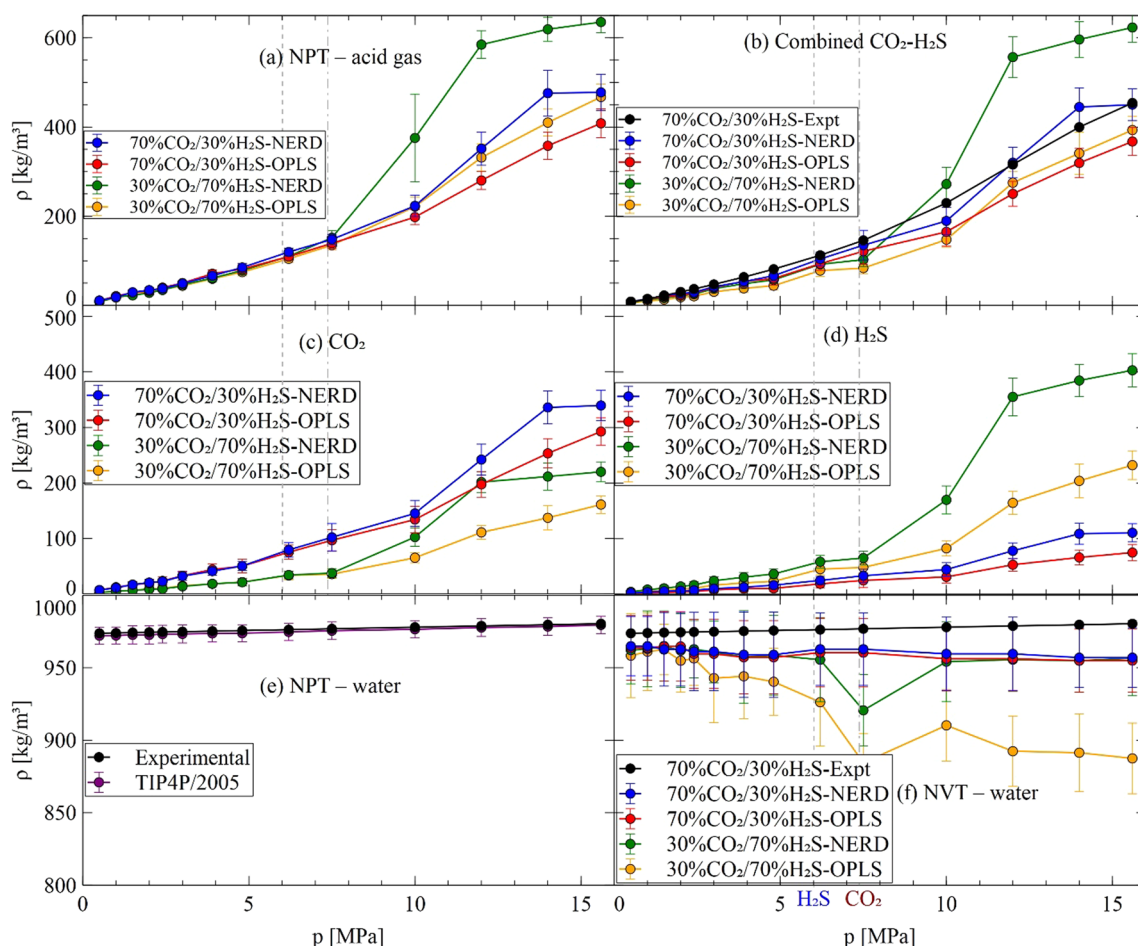 (a) NPT – acid gas
ρ [kg/m³]
600
400
200
0
70%CO₂/30%H₂S-NERD
70%CO₂/30%H₂S-OPLS
30%CO₂/70%H₂S-NERD
30%CO₂/70%H₂S-OPLS
(b) Combined CO₂-H₂S
70%CO₂/30%H₂S-Expt
70%CO₂/30%H₂S-NERD
70%CO₂/30%H₂S-OPLS
30%CO₂/70%H₂S-NERD
30%CO₂/70%H₂S-OPLS
(c) CO₂
ρ [kg/m³]
500
400
300
200
100
0
70%CO₂/30%H₂S-NERD
70%CO₂/30%H₂S-OPLS
30%CO₂/70%H₂S-NERD
30%CO₂/70%H₂S-OPLS
(d) H₂S
70%CO₂/30%H₂S-NERD
70%CO₂/30%H₂S-OPLS
30%CO₂/70%H₂S-NERD
30%CO₂/70%H₂S-OPLS
ρ [kg/m³]
1000
950
900
850
800
(e) NPT – water
Experimental
TIP4P/2005
0 5 10 15
p [MPa]
(f) NVT – water
70%CO₂/30%H₂S-Expt
70%CO₂/30%H₂S-NERD
70%CO₂/30%H₂S-OPLS
30%CO₂/70%H₂S-NERD
30%CO₂/70%H₂S-OPLS
0 5 H₂S CO₂ 10 15
p [MPa]